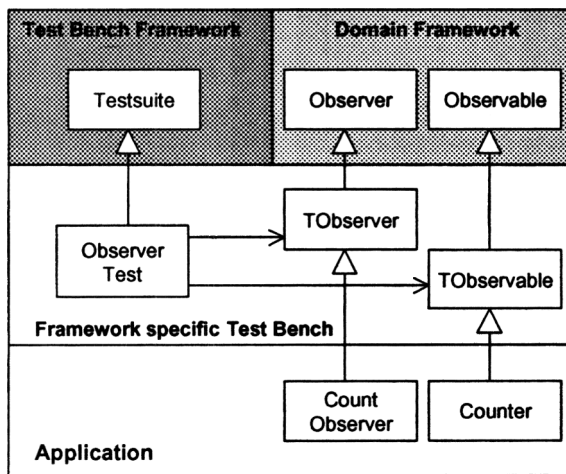 Test Bench Framework
Domain Framework
Testsuite
Observer
Observable
TObserver
Observer
Test
TObservable
Framework specific Test Bench
Count
Observer
Counter
Application